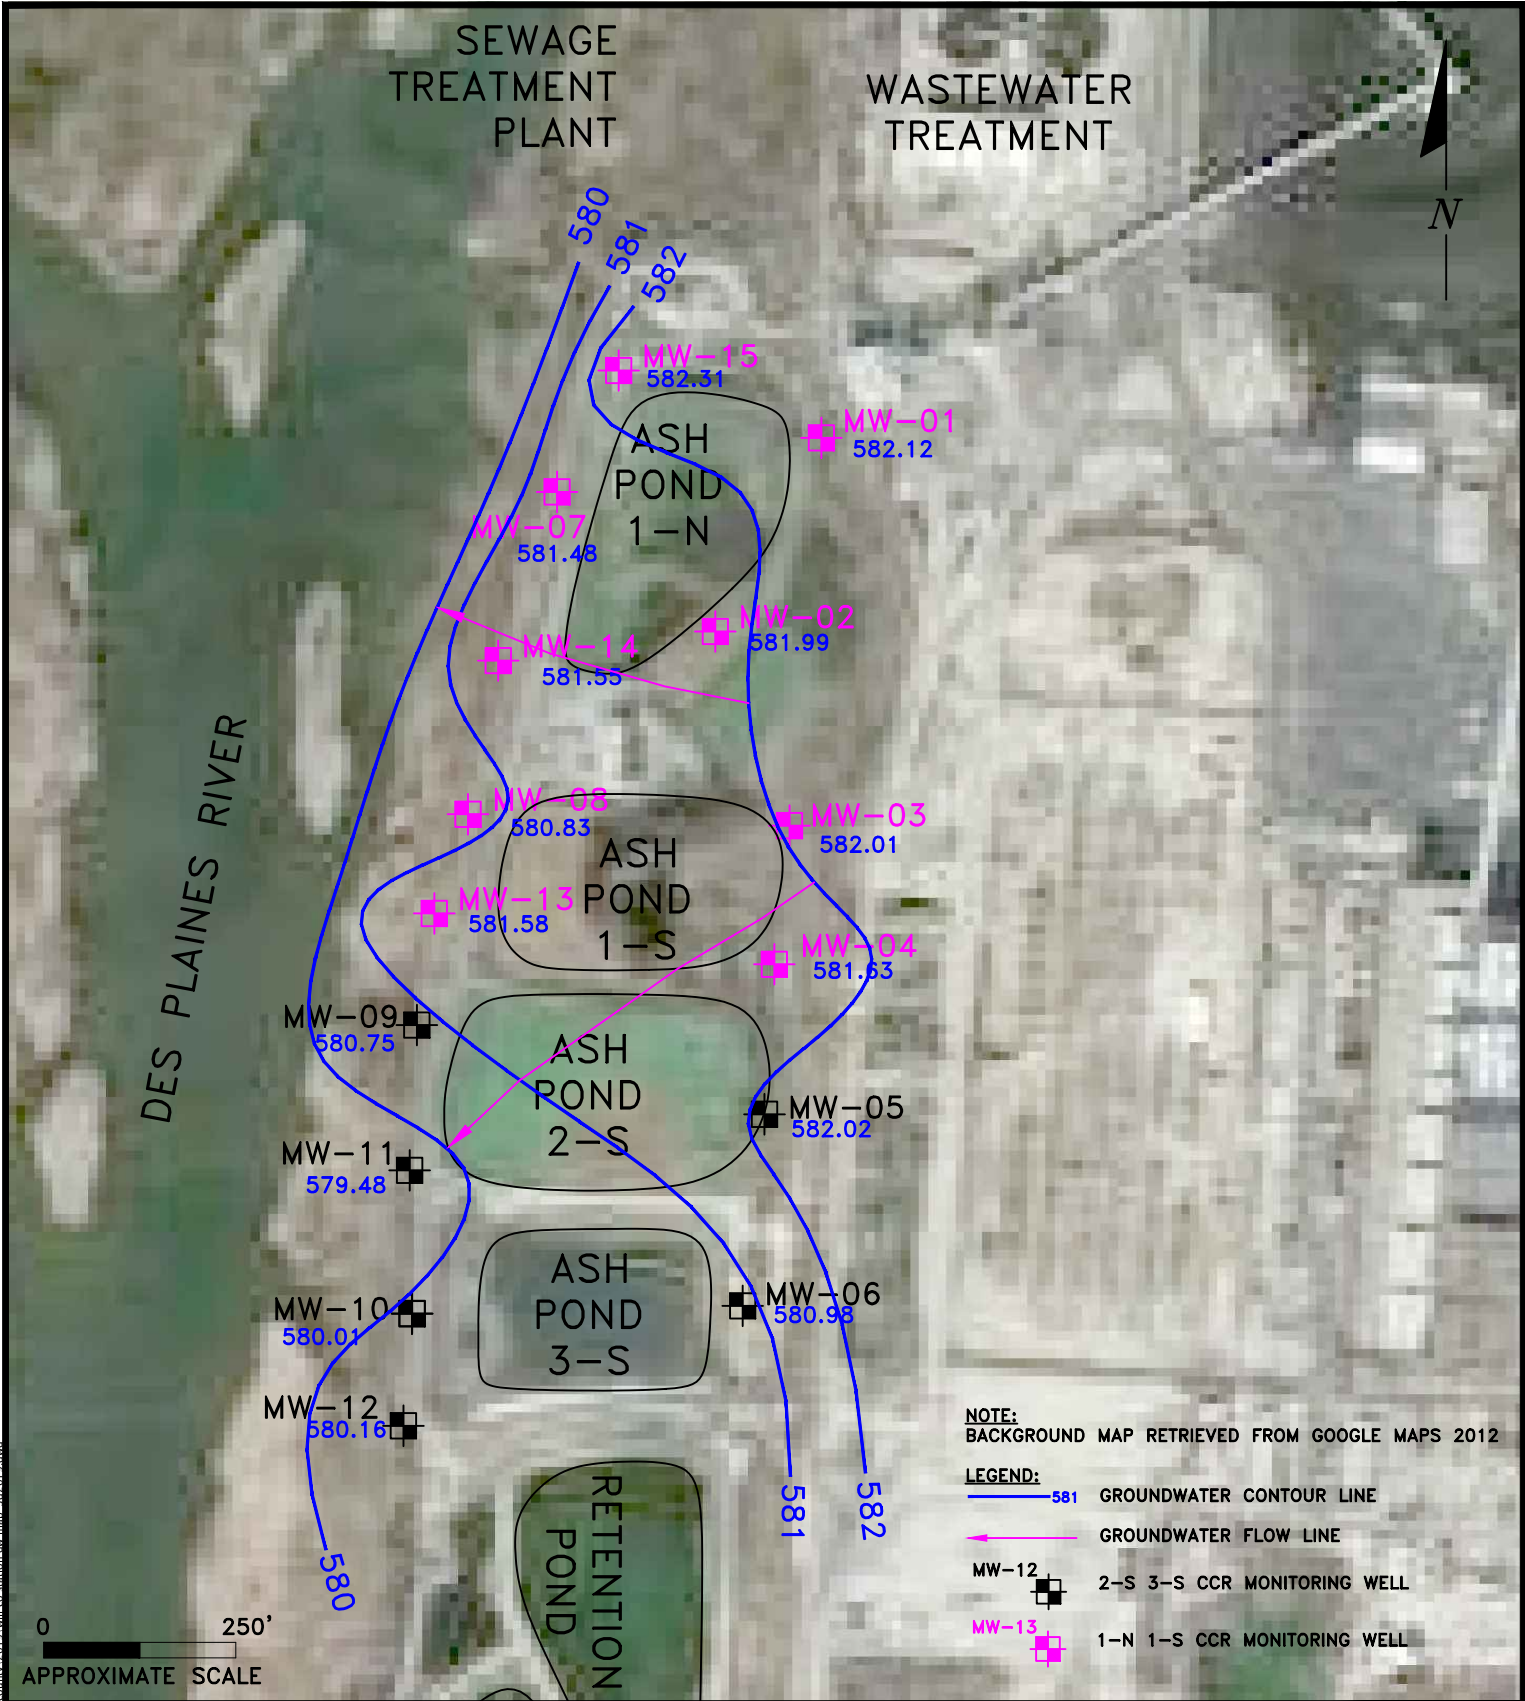 SEWAGE
TREATMENT
PLANT
WASTEWATER
TREATMENT
N
580
581
582
MW-15
582.31
MW-01
582.12
ASH
POND
1-N
MW-07
581.48
MW-02
581.99
MW-14
581.55
DES PLAINES RIVER
MW-08
580.83
MW-03
582.01
ASH
POND
1-S
MW-13
581.58
MW-04
581.63
MW-09
580.75
ASH
POND
2-S
MW-05
582.02
MW-11
579.48
ASH
POND
3-S
MW-06
580.98
MW-10
580.01
MW-12
580.16
RETENTION
POND
581
582
580
NOTE:
BACKGROUND MAP RETRIEVED FROM GOOGLE MAPS 2012
LEGEND:
581 GROUNDWATER CONTOUR LINE
GROUNDWATER FLOW LINE
MW-12
2-S 3-S CCR MONITORING WELL
MW-13
1-N 1-S CCR MONITORING WELL
0 250'
APPROXIMATE SCALE